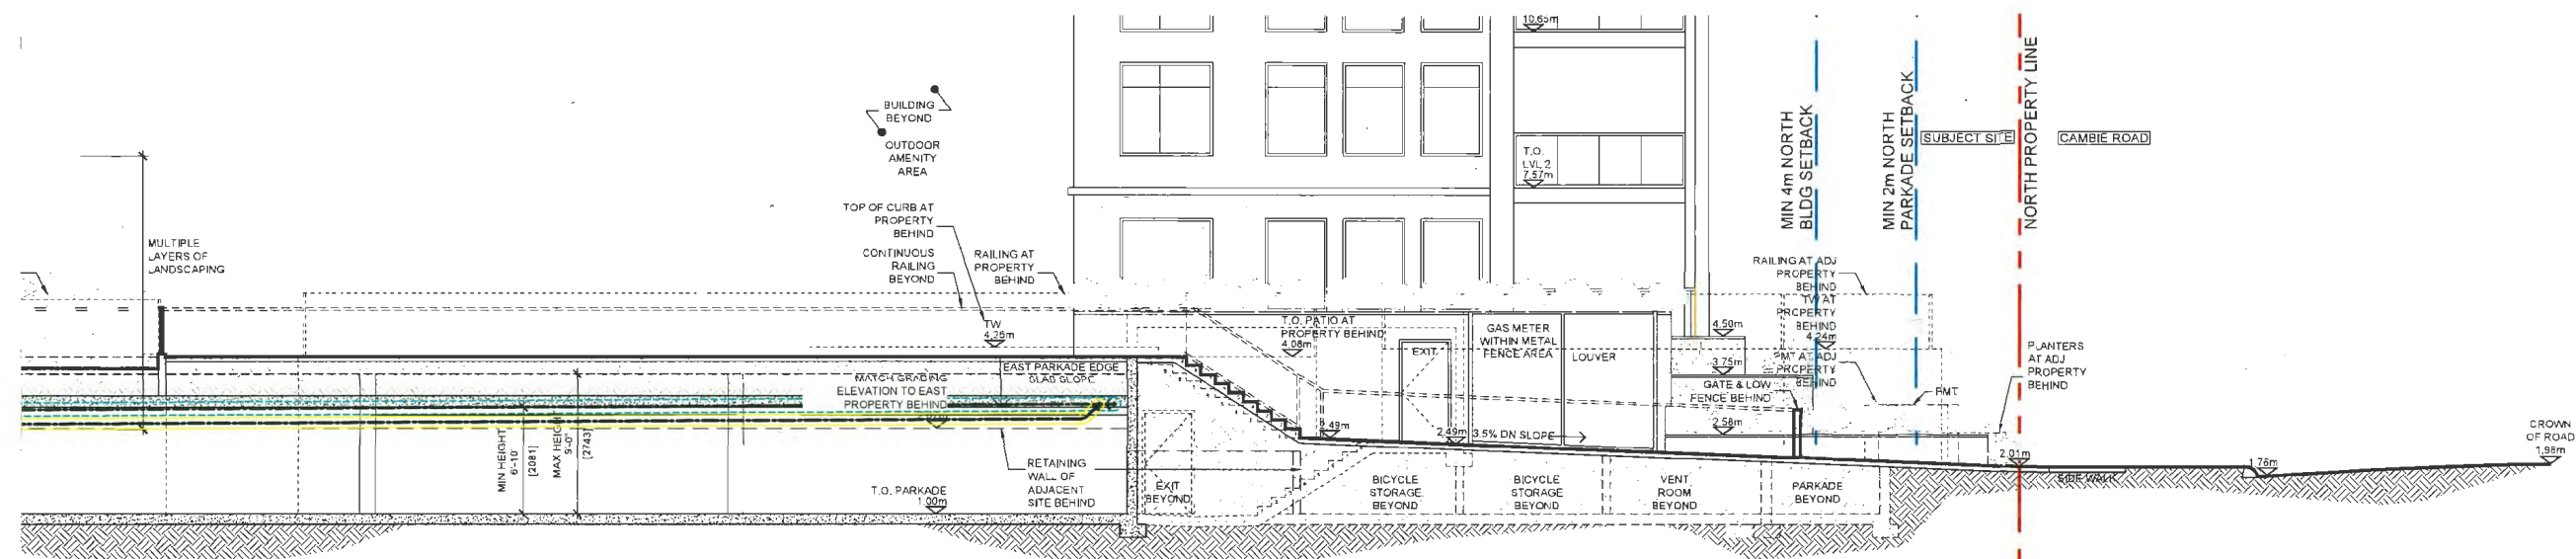 10.65m
BUILDING
BEYOND
OUTDOOR
AMENITY
AREA
MULTIPLE
LAYERS OF
LANDSCAPING
TOP OF CURB AT
PROPERTY
BEHIND
CONTINUOUS
RAILING
BEYOND
RAILING AT
PROPERTY
BEHIND
T.O.
LVL 2
7.57m
MIN 4m NORTH
BLDG SETBACK
MIN 2m NORTH
PARKADE SETBACK
SUBJECT SITE
NORTH PROPERTY LINE
CAMBIE ROAD
RAILING AT ADJ
PROPERTY
BEHIND
TW AT
PROPERTY
BEHIND
4.24m
PMT AT ADJ
PROPERTY
BEHIND
TW
4.26m
T.O. PATIO AT
PROPERTY BEHIND
4.08m
GAS METER
WITHIN METAL
FENCE AREA
LOUVER
EXIT
4.50m
3.75m
GATE & LOW
FENCE BEHIND
2.58m
PMT
PLANTERS
AT ADJ
PROPERTY
BEHIND
EAST PARKADE EDGE
SLAB SLOPE
MATCH GRADING
ELEVATION TO EAST
PROPERTY BEHIND
MIN HEIGHT
6'-10"
[2081]
MAX HEIGHT
9'-0"
[2743]
RETAINING
WALL OF
ADJACENT
SITE BEHIND
T.O. PARKADE
1.00m
EXIT
BEYOND
2.49m
2.49m
3.5% DN SLOPE
BICYCLE
STORAGE
BEYOND
BICYCLE
STORAGE
BEYOND
VENT
ROOM
BEYOND
PARKADE
BEYOND
2.01m
SIDEWALK
1.76m
CROWN
OF ROAD
1.98m